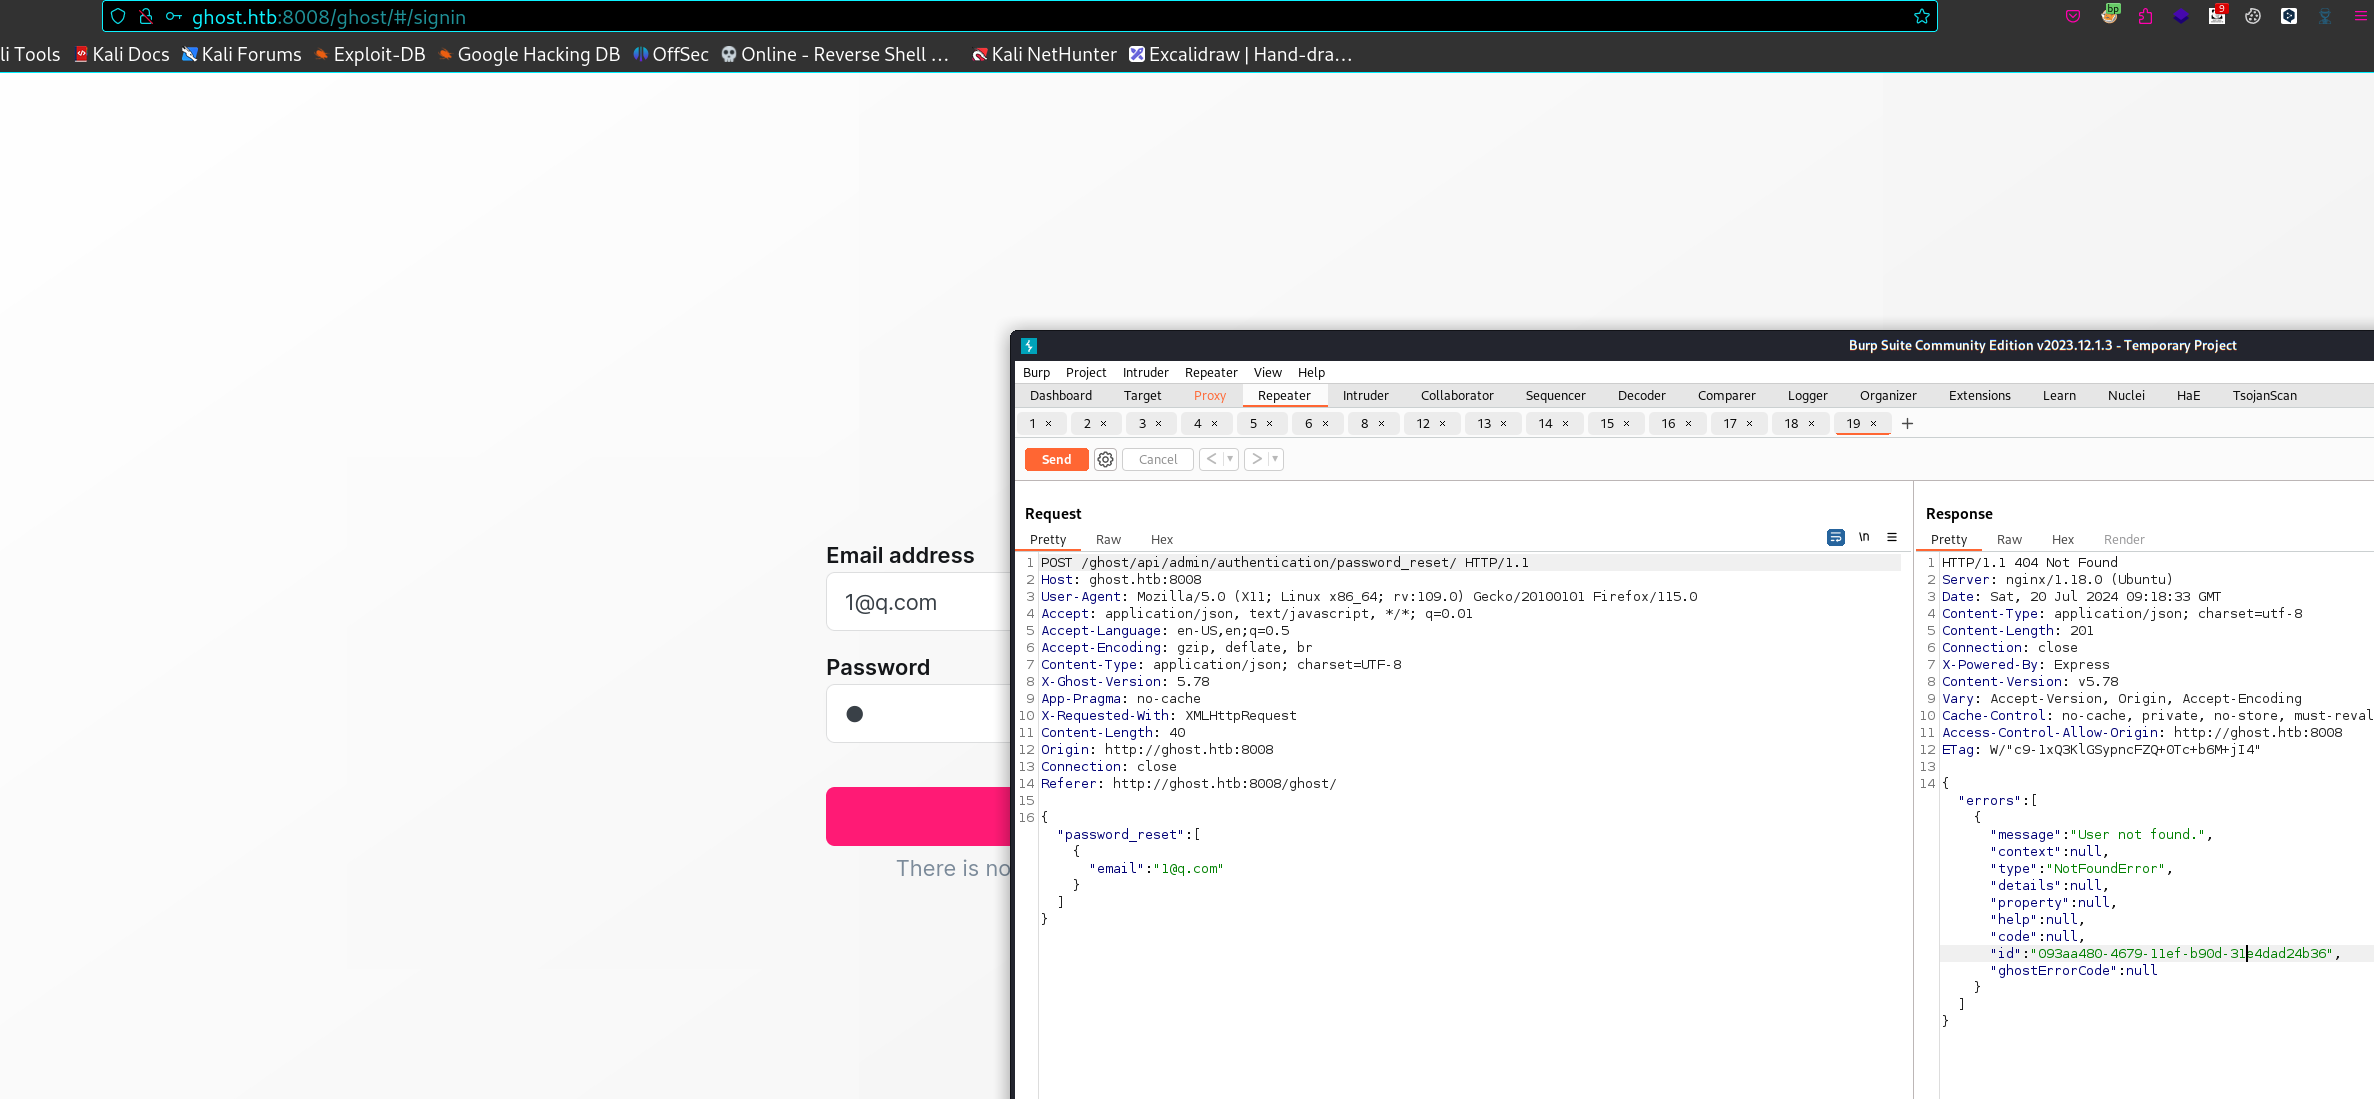 ghost.htb:8008/ghost/#/signin
bp
9
li Tools Kali Docs Kali Forums Exploit-DB Google Hacking DB OffSec Online - Reverse Shell ... Kali NetHunter Excalidraw | Hand-dra...
Email address
1@q.com
Password
There is no
Burp Suite Community Edition v2023.12.1.3 - Temporary Project
Burp Project Intruder Repeater View Help
Dashboard Target Proxy Repeater Intruder Collaborator Sequencer Decoder Comparer Logger Organizer Extensions Learn Nuclei HaE TsojanScan
1 × 2 × 3 × 4 × 5 × 6 × 8 × 12 × 13 × 14 × 15 × 16 × 17 × 18 × 19 × +
Send Cancel < >
Request
Pretty Raw Hex
\n
1 POST /ghost/api/admin/authentication/password_reset/ HTTP/1.1
2 Host: ghost.htb:8008
3 User-Agent: Mozilla/5.0 (X11; Linux x86_64; rv:109.0) Gecko/20100101 Firefox/115.0
4 Accept: application/json, text/javascript, */*; q=0.01
5 Accept-Language: en-US,en;q=0.5
6 Accept-Encoding: gzip, deflate, br
7 Content-Type: application/json; charset=UTF-8
8 X-Ghost-Version: 5.78
9 App-Pragma: no-cache
10 X-Requested-With: XMLHttpRequest
11 Content-Length: 40
12 Origin: http://ghost.htb:8008
13 Connection: close
14 Referer: http://ghost.htb:8008/ghost/
15
16 {
"password_reset":[
{
"email":"1@q.com"
}
]
}
Response
Pretty Raw Hex Render
1 HTTP/1.1 404 Not Found
2 Server: nginx/1.18.0 (Ubuntu)
3 Date: Sat, 20 Jul 2024 09:18:33 GMT
4 Content-Type: application/json; charset=utf-8
5 Content-Length: 201
6 Connection: close
7 X-Powered-By: Express
8 Content-Version: v5.78
9 Vary: Accept-Version, Origin, Accept-Encoding
10 Cache-Control: no-cache, private, no-store, must-reval
11 Access-Control-Allow-Origin: http://ghost.htb:8008
12 ETag: W/"c9-1xQ3KlGSypncFZQ+OTc+b6M+jI4"
13
14 {
"errors":[
{
"message":"User not found.",
"context":null,
"type":"NotFoundError",
"details":null,
"property":null,
"help":null,
"code":null,
"id":"093aa480-4679-11ef-b90d-31e4dad24b36",
"ghostErrorCode":null
}
]
}